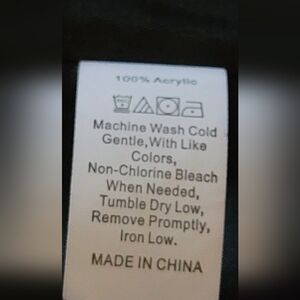 100% Acrylic
Machine Wash Cold
Gentle,With Like
Colors,
Non-Chlorine Bleach
When Needed,
Tumble Dry Low,
Remove Promptly,
Iron Low.
MADE IN CHINA